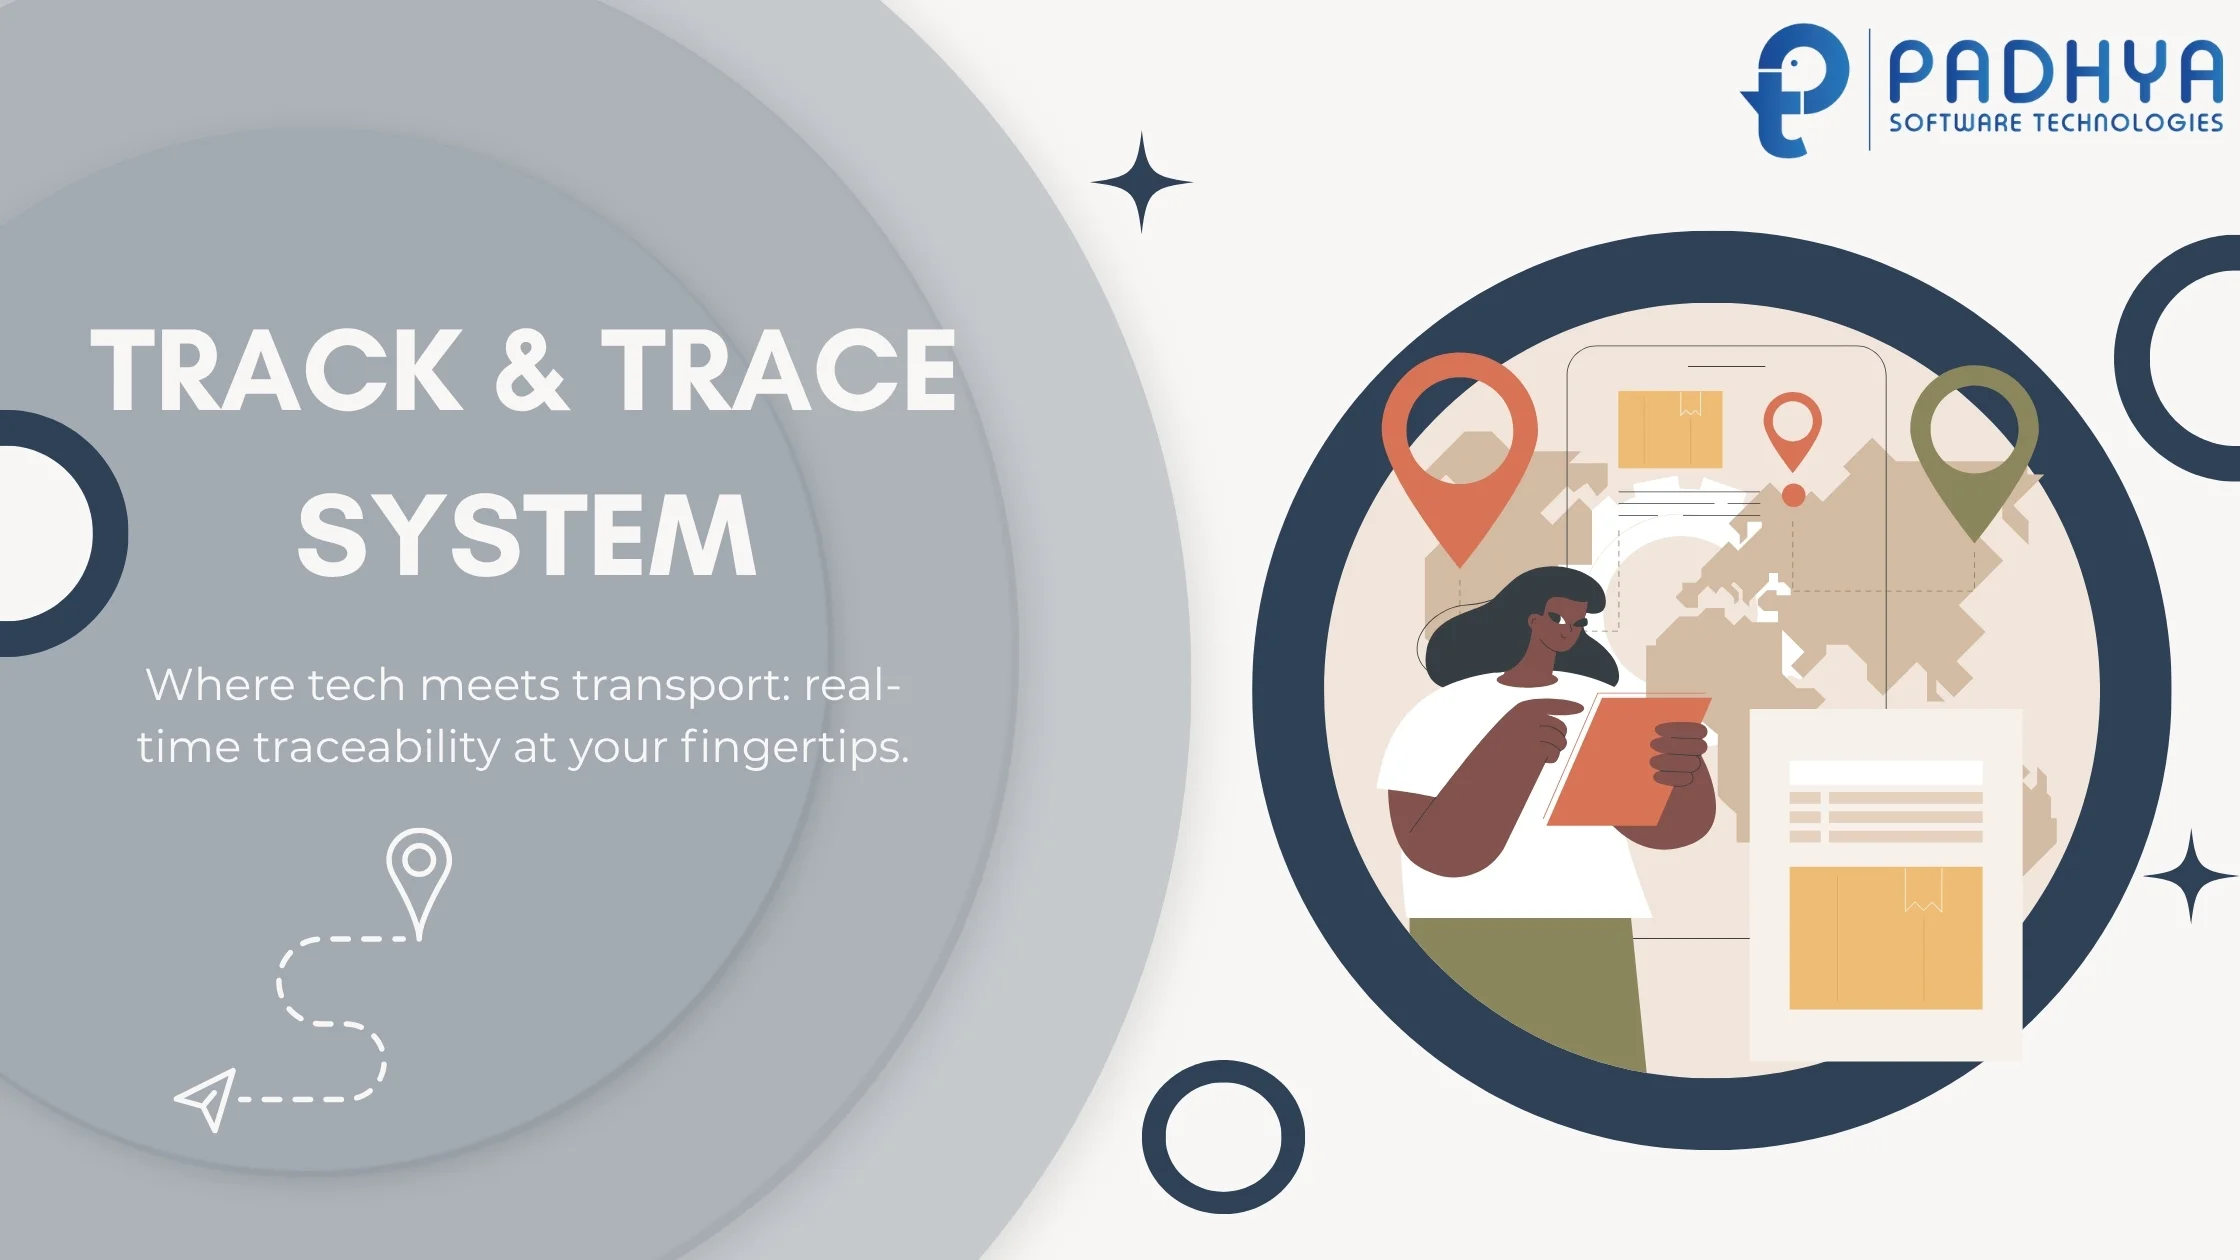 PADHYA
SOFTWARE TECHNOLOGIES
TRACK & TRACE
SYSTEM
Where tech meets transport: real-
time traceability at your fingertips.